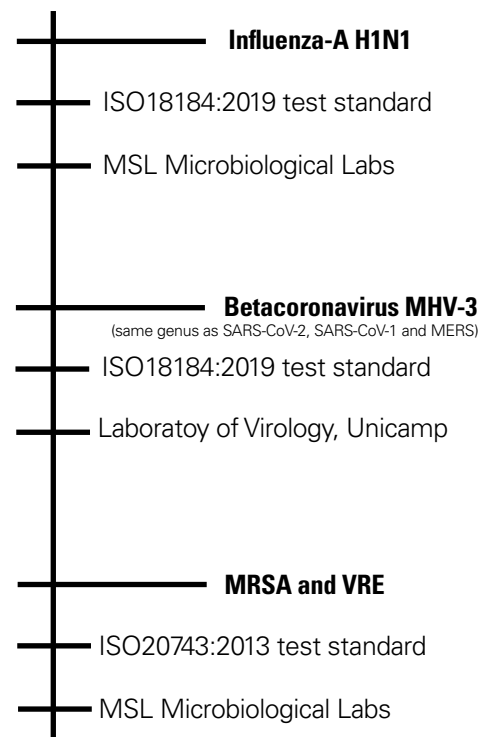 Influenza-A H1N1
ISO18184:2019 test standard
MSL Microbiological Labs
Betacoronavirus MHV-3
(same genus as SARS-CoV-2, SARS-CoV-1 and MERS)
ISO18184:2019 test standard
Laboratoy of Virology, Unicamp
MRSA and VRE
ISO20743:2013 test standard
MSL Microbiological Labs